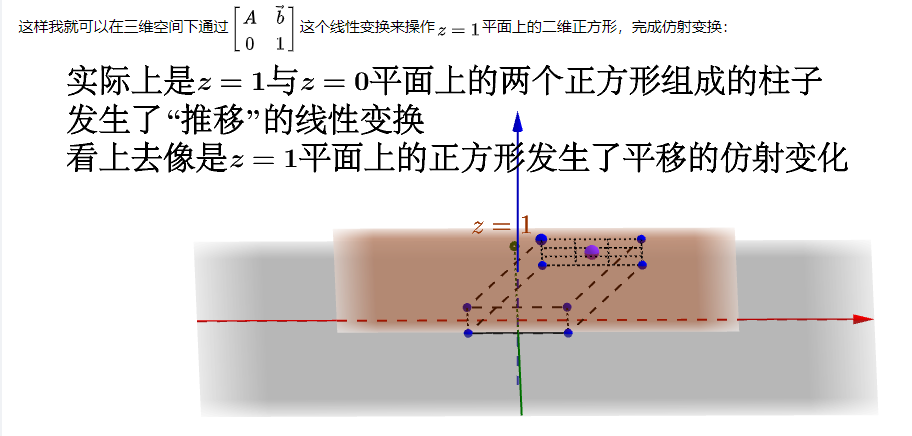 这样我就可以在三维空间下通过 [A b⃗; 0 1] 这个线性变换来操作 z = 1 平面上的二维正方形，完成仿射变换：
实际上是z = 1与z = 0平面上的两个正方形组成的柱子
发生了“推移”的线性变换
看上去像是z = 1平面上的正方形发生了平移的仿射变化
z = 1